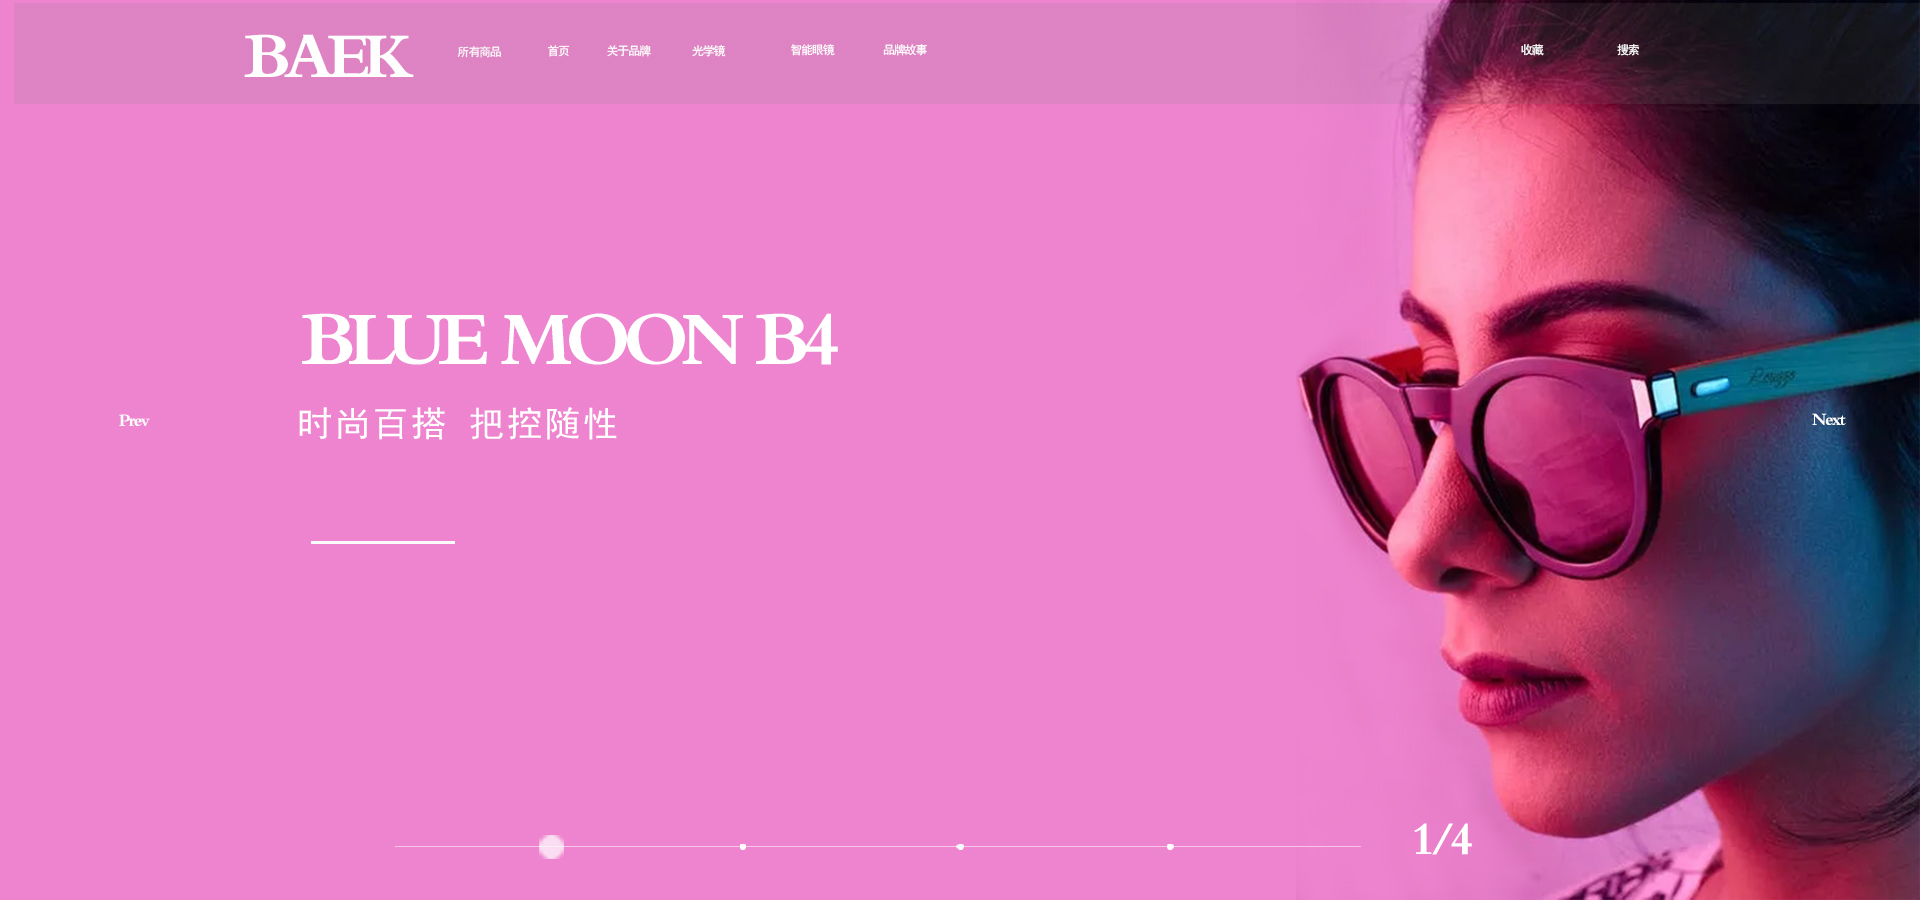 BAEK
所有商品
首页
关于品牌
光学镜
智能眼镜
品牌故事
收藏
搜索
BLUE MOON B4
时尚百搭 把控随性
Prev
Next
1/4